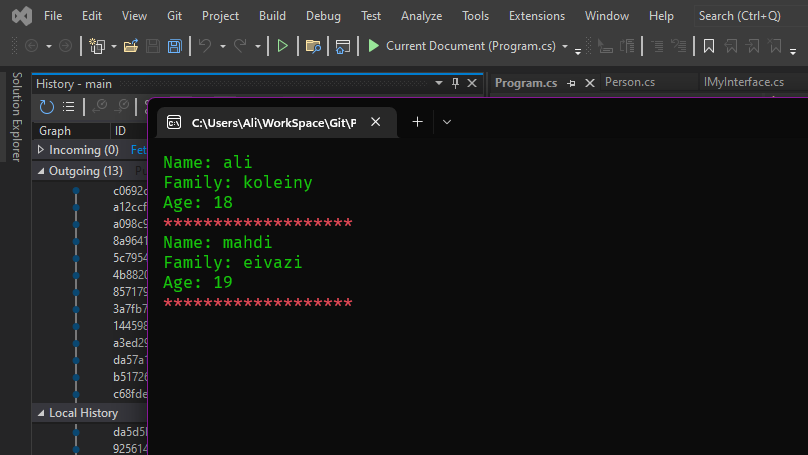 File Edit View Git Project Build Debug Test Analyze Tools Extensions Window Help Search (Ctrl+Q)
Current Document (Program.cs)
Solution Explorer
History - main
Program.cs Person.cs IMyInterface.cs
C:\Users\Ali\WorkSpace\Git\P
Graph ID
Incoming (0) Fet
Outgoing (13)
c0692c
a12ccf
a098c9
8a9641
5c7954
4b8820
857179
3a7fb7
144598
a3ed29
da57a1
b51726
c68fde
Local History
da5d5
925614
Name: ali
Family: koleiny
Age: 18
*******************
Name: mahdi
Family: eivazi
Age: 19
*******************